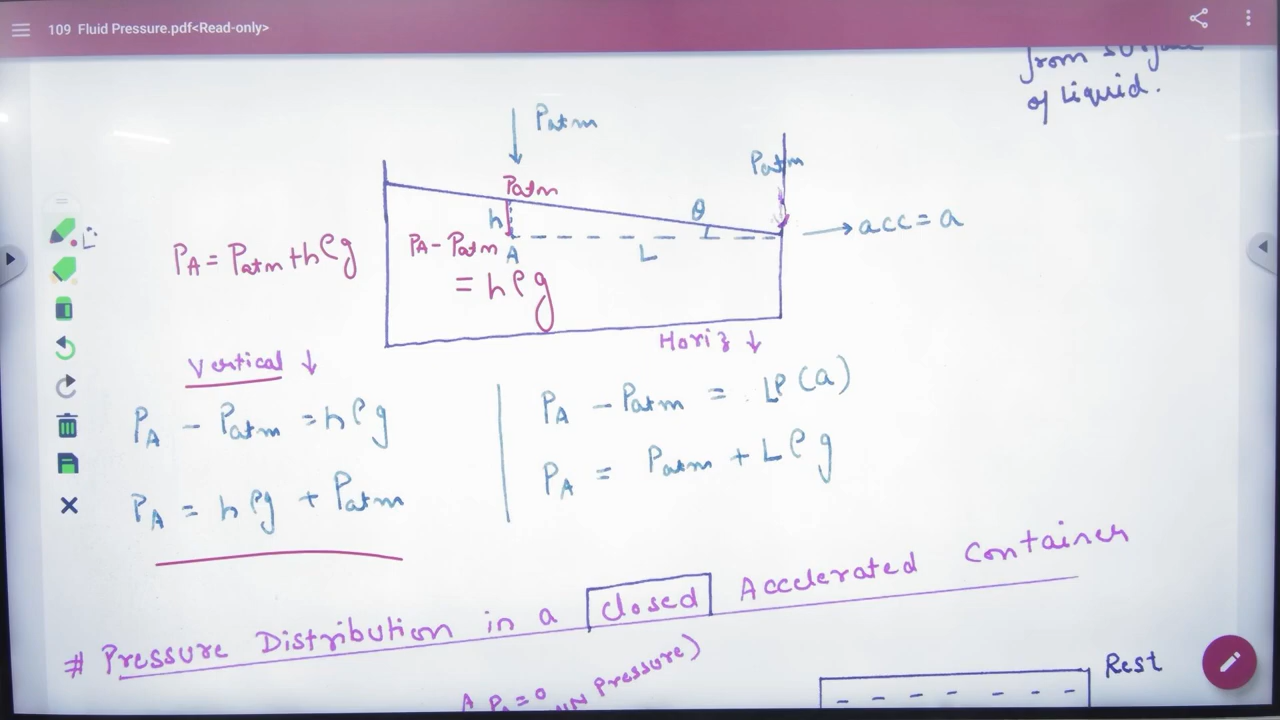 109 Fluid Pressure.pdf<Read-only>
from surface
of Liquid.
Patm
Patm
Patm
θ
h
→ acc = a
PA - Patm
A
L
PA = Patm + hρg
= hρg
Horiz ↓
Vertical ↓
PA - Patm = hρg
PA - Patm = Lρ(a)
PA = hρg + Patm
PA = Patm + Lρg
# Pressure Distribution in a closed Accelerated Container
Pressure)
Rest